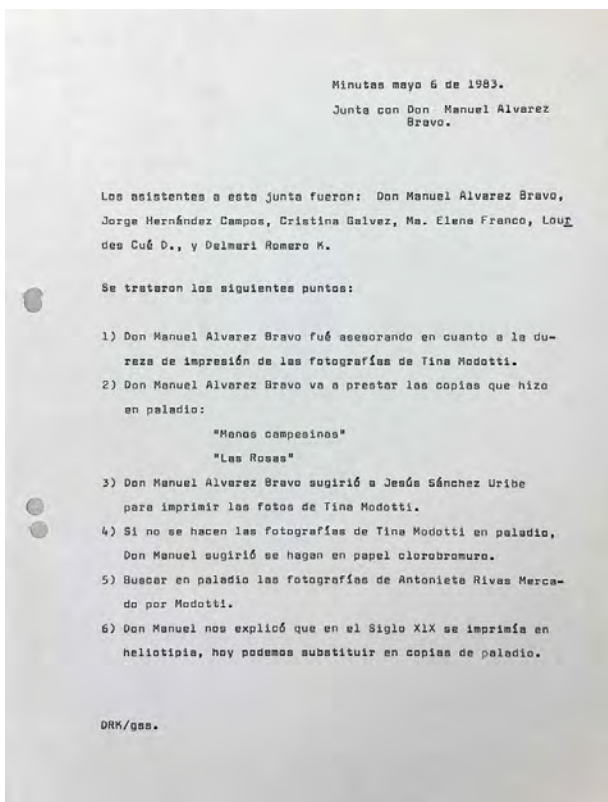 Minutas mayo 6 de 1983.
Junta con Don Manuel Alvarez
Bravo.
Los asistentes a esta junta fueron: Don Manuel Alvarez Bravo,
Jorge Hernández Campos, Cristina Galvez, Ma. Elena Franco, Lour
des Cué D., y Delmari Romero K.
Se trataron los siguientes puntos:
1) Don Manuel Alvarez Bravo fué asesorando en cuanto a la du-
reza de impresión de las fotografías de Tina Modotti.
2) Don Manuel Alvarez Bravo va a prestar las copias que hizo
en paladio:
"Manos campesinas"
"Las Rosas"
3) Don Manuel Alvarez Bravo sugirió a Jesús Sánchez Uribe
para imprimir las fotos de Tina Modotti.
4) Si no se hacen las fotografías de Tina Modotti en paladio,
Don Manuel sugirió se hagan en papel clorobromuro.
5) Buscar en paladio las fotografías de Antonieta Rivas Merca-
do por Modotti.
6) Don Manuel nos explicó que en el Siglo XlX se imprimía en
heliotipia, hoy podemos substituir en copias de paladio.
DRK/gss.